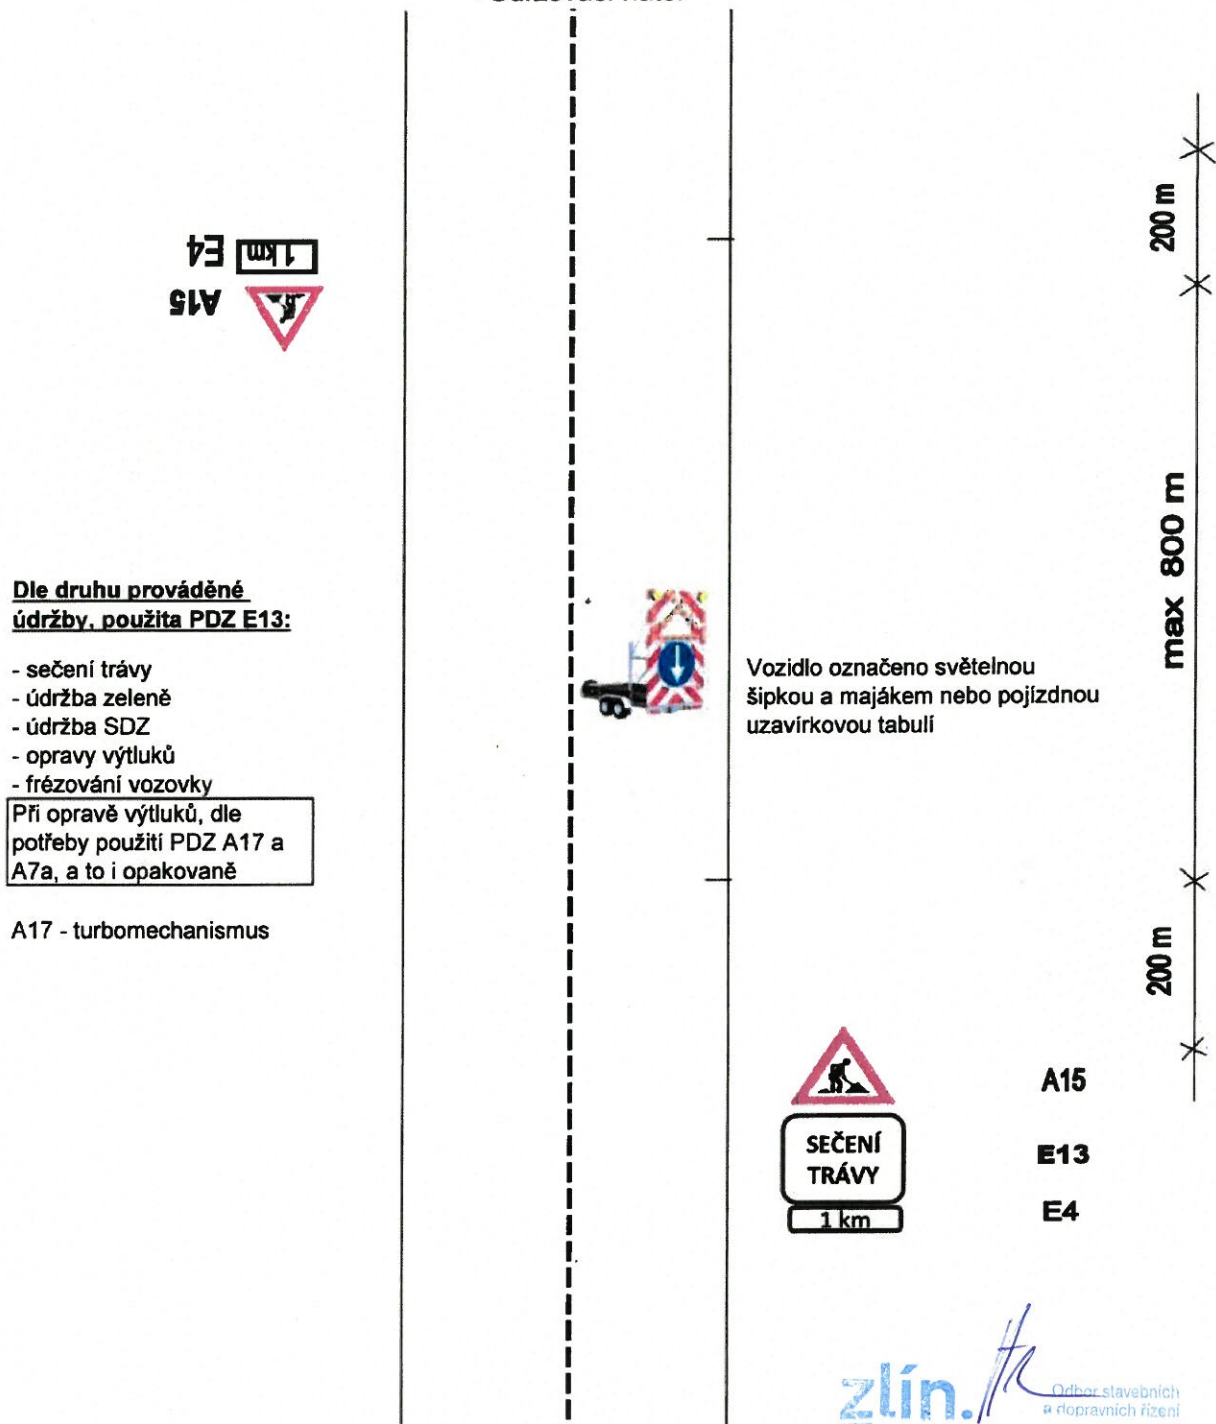 200 m
1 km E4
A15
max 800 m
Dle druhu prováděné
údržby, použita PDZ E13:
- sečení trávy
- údržba zeleně
- údržba SDZ
- opravy výtluků
- frézování vozovky
Při opravě výtluků, dle
potřeby použití PDZ A17 a
A7a, a to i opakovaně
A17 - turbomechanismus
Vozidlo označeno světelnou
šipkou a majákem nebo pojízdnou
uzavírkovou tabulí
200 m
A15
SEČENÍ
TRÁVY
E13
1 km
E4
zlín.
Odbor stavebních
a dopravních řízení